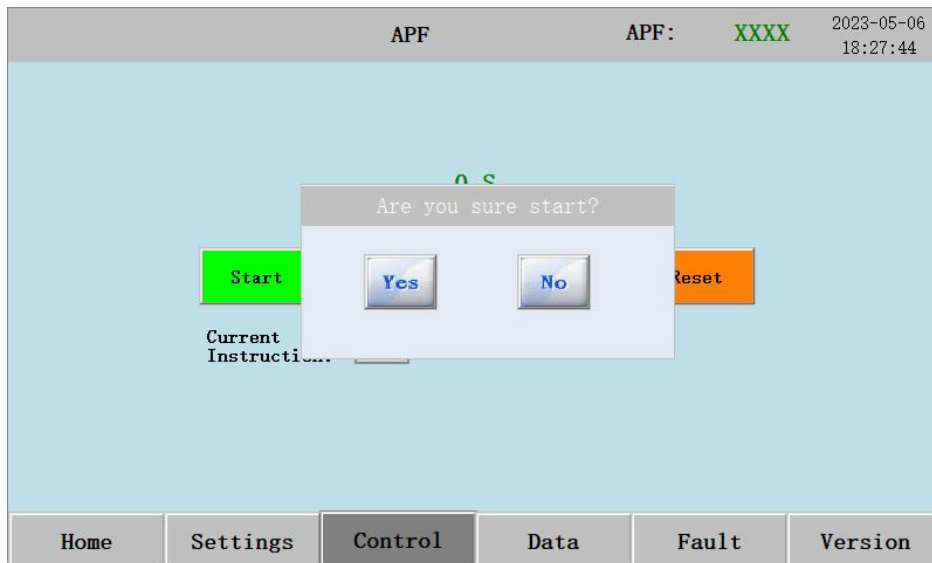 APF
APF: XXXX
2023-05-06
18:27:44
Are you sure start?
Start
Yes
No
Reset
Current
Home
Settings
Control
Data
Fault
Version